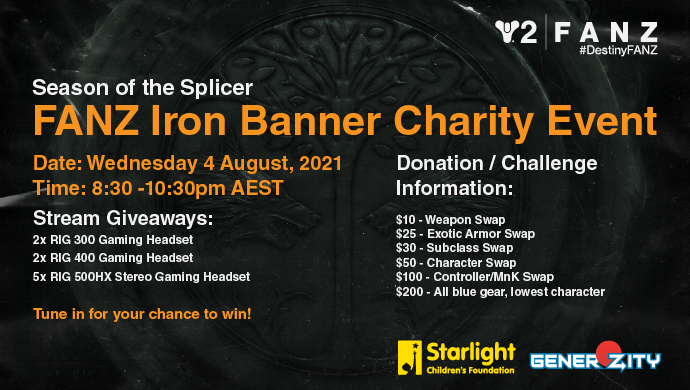 2 | FANZ
#DestinyFANZ
Season of the Splicer
FANZ Iron Banner Charity Event
Date: Wednesday 4 August, 2021
Time: 8:30 -10:30pm AEST
Stream Giveaways:
2x RIG 300 Gaming Headset
2x RIG 400 Gaming Headset
5x RIG 500HX Stereo Gaming Headset
Tune in for your chance to win!
Donation / Challenge
Information:
$10 - Weapon Swap
$25 - Exotic Armor Swap
$30 - Subclass Swap
$50 - Character Swap
$100 - Controller/MnK Swap
$200 - All blue gear, lowest character
Starlight
Children's Foundation
GENEROZITY